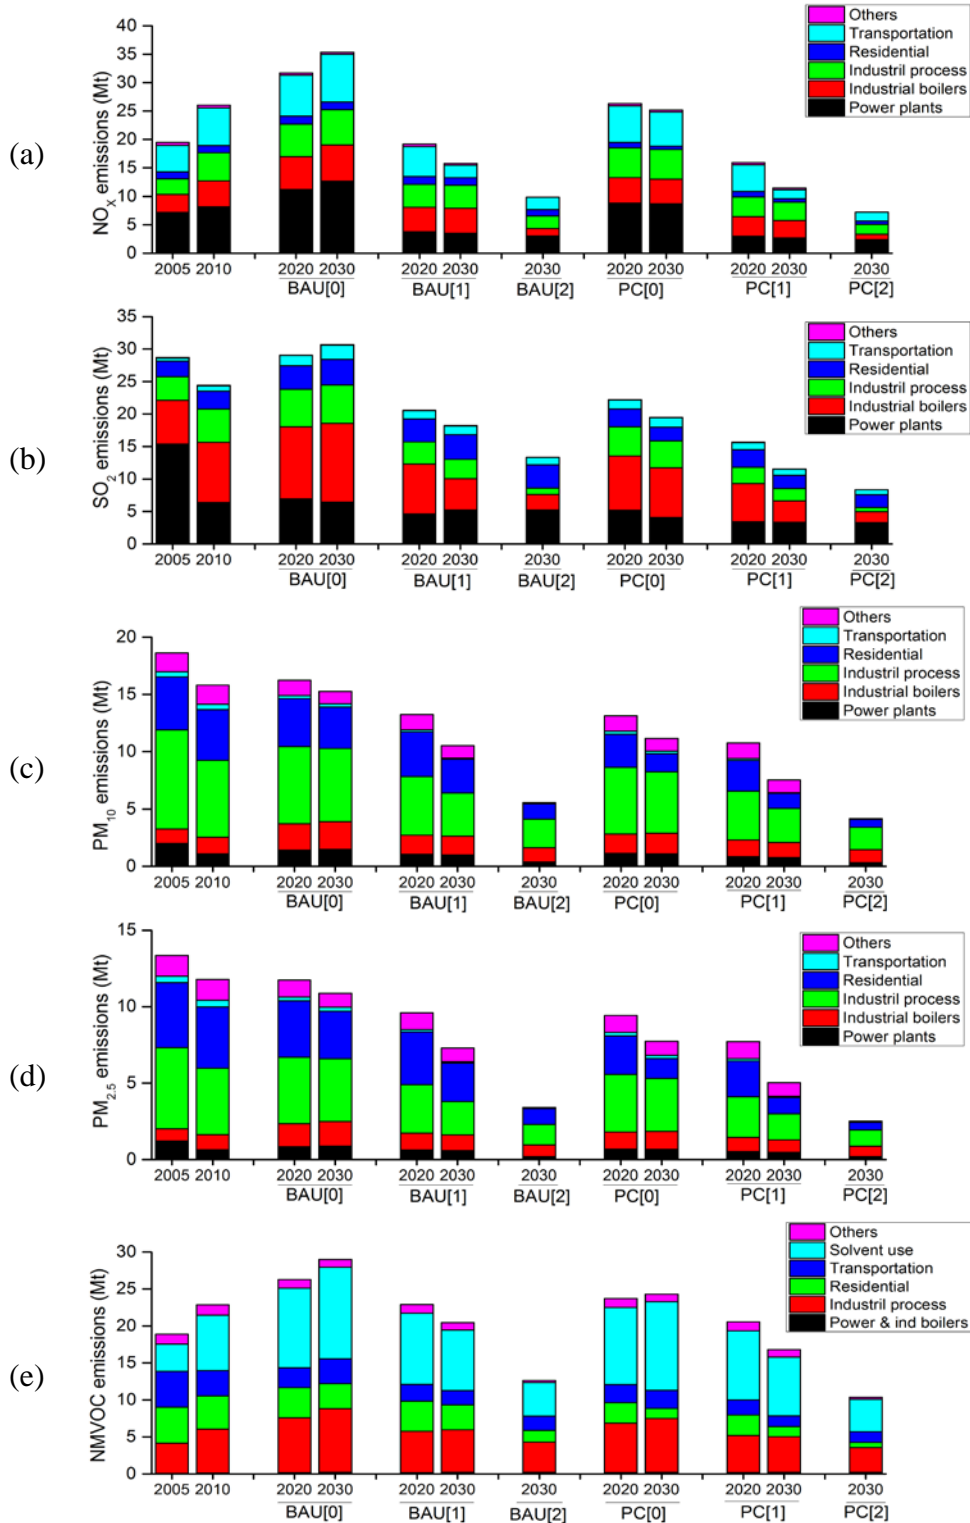 (a)
NOX emissions (Mt)
40
35
30
25
20
15
10
5
0
Others
Transportation
Residential
Industril process
Industrial boilers
Power plants
2005 2010 2020 2030 2020 2030 2030 2020 2030 2020 2030 2030
BAU[0] BAU[1] BAU[2] PC[0] PC[1] PC[2]
(b)
SO2 emissions (Mt)
35
30
25
20
15
10
5
0
Others
Transportation
Residential
Industril process
Industrial boilers
Power plants
2005 2010 2020 2030 2020 2030 2030 2020 2030 2020 2030 2030
BAU[0] BAU[1] BAU[2] PC[0] PC[1] PC[2]
(c)
PM10 emissions (Mt)
20
15
10
5
0
Others
Transportation
Residential
Industril process
Industrial boilers
Power plants
2005 2010 2020 2030 2020 2030 2030 2020 2030 2020 2030 2030
BAU[0] BAU[1] BAU[2] PC[0] PC[1] PC[2]
(d)
PM2.5 emissions (Mt)
15
10
5
0
Others
Transportation
Residential
Industril process
Industrial boilers
Power plants
2005 2010 2020 2030 2020 2030 2030 2020 2030 2020 2030 2030
BAU[0] BAU[1] BAU[2] PC[0] PC[1] PC[2]
(e)
NMVOC emissions (Mt)
30
25
20
15
10
5
0
Others
Solvent use
Transportation
Residential
Industril process
Power & ind boilers
2005 2010 2020 2030 2020 2030 2030 2020 2030 2020 2030 2030
BAU[0] BAU[1] BAU[2] PC[0] PC[1] PC[2]